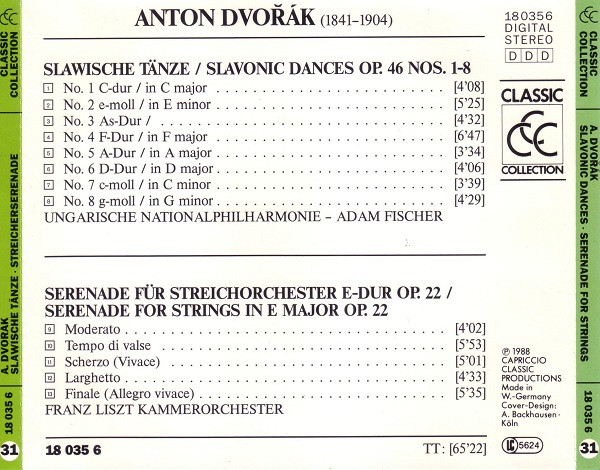 ANTON DVOŘÁK (1841–1904)
SLAWISCHE TÄNZE / SLAVONIC DANCES OP. 46 NOS. 1-8
1 No. 1 C-dur / in C major [4’08]
2 No. 2 e-moll / in E minor [5’25]
3 No. 3 As-Dur / [4’32]
4 No. 4 F-Dur / in F major [6’47]
5 No. 5 A-Dur / in A major [3’34]
6 No. 6 D-Dur / in D major [4’06]
7 No. 7 c-moll / in C minor [3’39]
8 No. 8 g-moll / in G minor [4’29]
UNGARISCHE NATIONALPHILHARMONIE – ADAM FISCHER
SERENADE FÜR STREICHORCHESTER E-DUR OP. 22 /
SERENADE FOR STRINGS IN E MAJOR OP. 22
9 Moderato [4’02]
10 Tempo di valse [5’53]
11 Scherzo (Vivace) [5’01]
12 Larghetto [4’33]
13 Finale (Allegro vivace) [5’35]
FRANZ LISZT KAMMERORCHESTER
18 035 6
TT: [65’22]
180356
DIGITAL
STEREO
D D D
CLASSIC
CCC
COLLECTION
℗ 1988
CAPRICCIO
CLASSIC
PRODUCTIONS
Made in
W.-Germany
Cover-Design:
A. Backhausen-
Köln
LC 5624
CCC
CLASSIC
COLLECTION
A. DVOŘÁK
SLAWISCHE TÄNZE · STREICHERSERENADE
18 035 6
31
CCC
CLASSIC
COLLECTION
A. DVOŘÁK
SLAVONIC DANCES · SERENADE FOR STRINGS
18 035 6
31